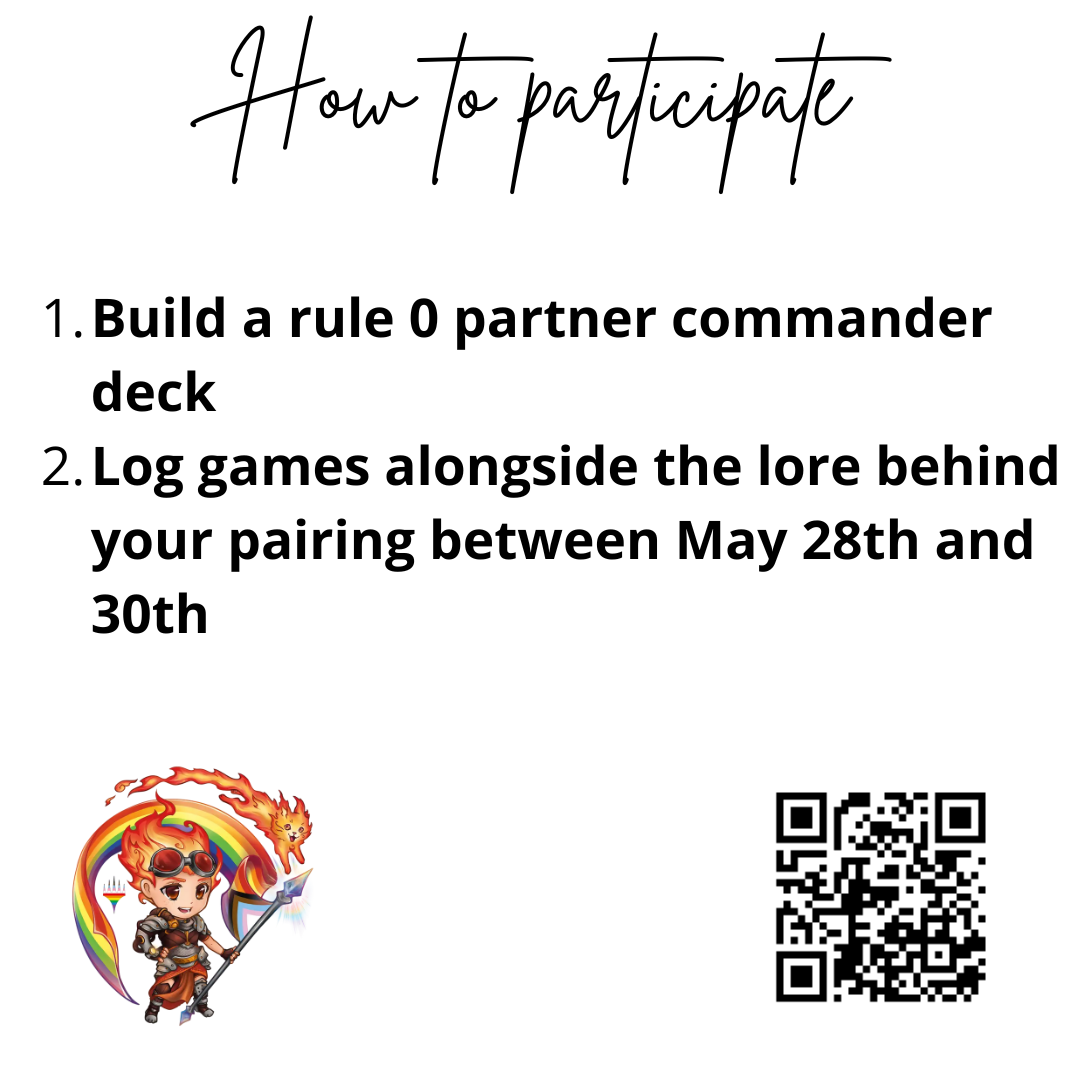 How to participate
1. Build a rule 0 partner commander
deck
2. Log games alongside the lore behind
your pairing between May 28th and
30th